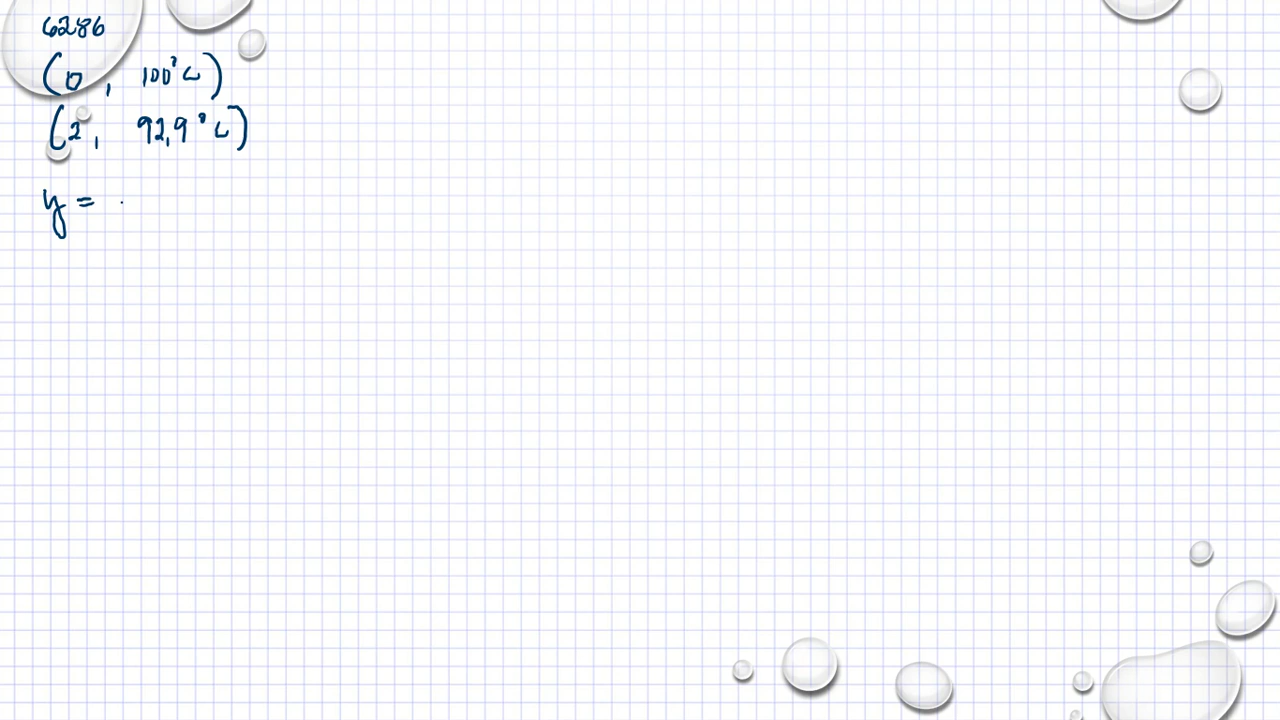 6286
(0, 100°C)
(2, 92,9°C)
y =